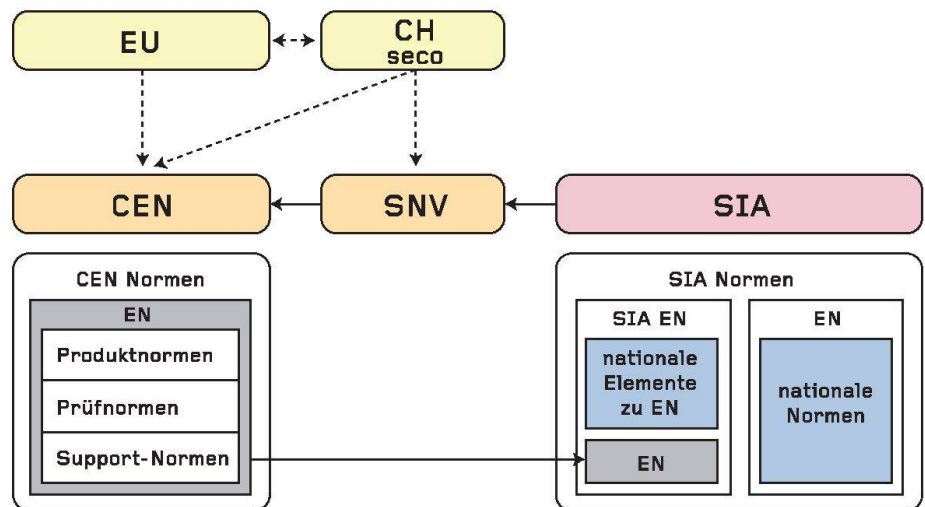 EU
CH
seco
CEN
SNV
SIA
CEN Normen
EN
Produktnormen
Prüfnormen
Support-Normen
SIA Normen
SIA EN
nationale
Elemente
zu EN
EN
EN
nationale
Normen